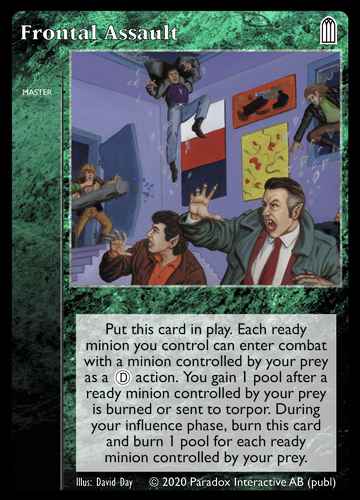 Frontal Assault
MASTER
Put this card in play. Each ready
minion you control can enter combat
with a minion controlled by your prey
as a Ⓓ action. You gain 1 pool after a
ready minion controlled by your prey
is burned or sent to torpor. During
your influence phase, burn this card
and burn 1 pool for each ready
minion controlled by your prey.
Illus: David Day © 2020 Paradox Interactive AB (publ)